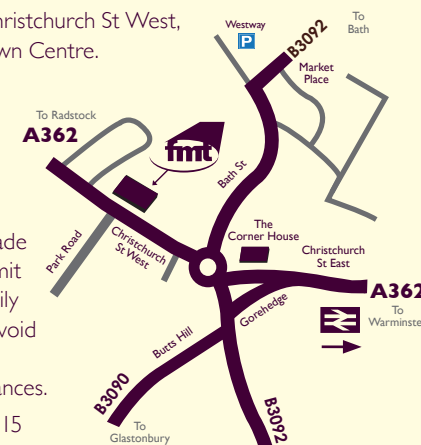 hristchurch St West,
wn Centre.
ade
mit
ily
void
ances.
15
Westway
P
B3092
To
Bath
Market
Place
To Radstock
A362
fmt
Bath St
Park Road
Christchurch
St West
The
Corner House
Christchurch
St East
A362
To
Warminste
Gorehedge
Butts Hill
B3090
To
Glastonbury
B3092